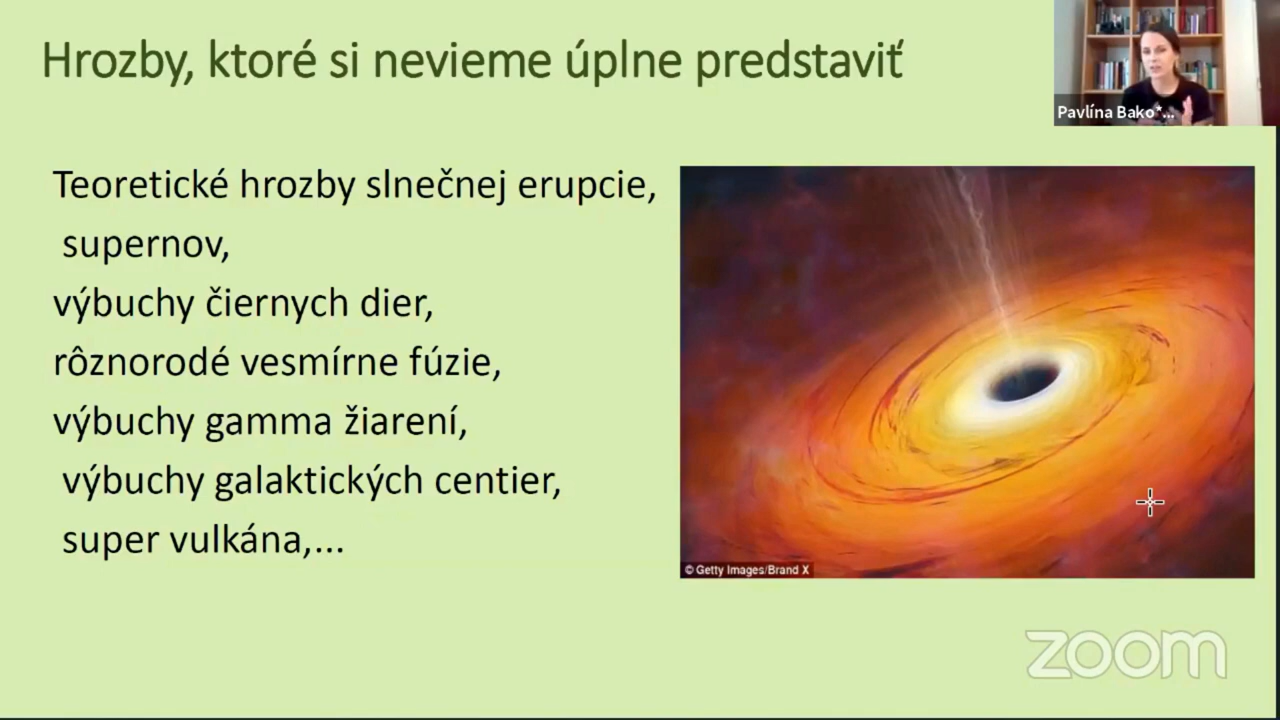 Hrozby, ktoré si nevieme úplne predstaviť
Pavlína Bako*...
Teoretické hrozby slnečnej erupcie,
supernov,
výbuchy čiernych dier,
rôznorodé vesmírne fúzie,
výbuchy gamma žiarení,
výbuchy galaktických centier,
super vulkána,...
© Getty Images/Brand X
zoom